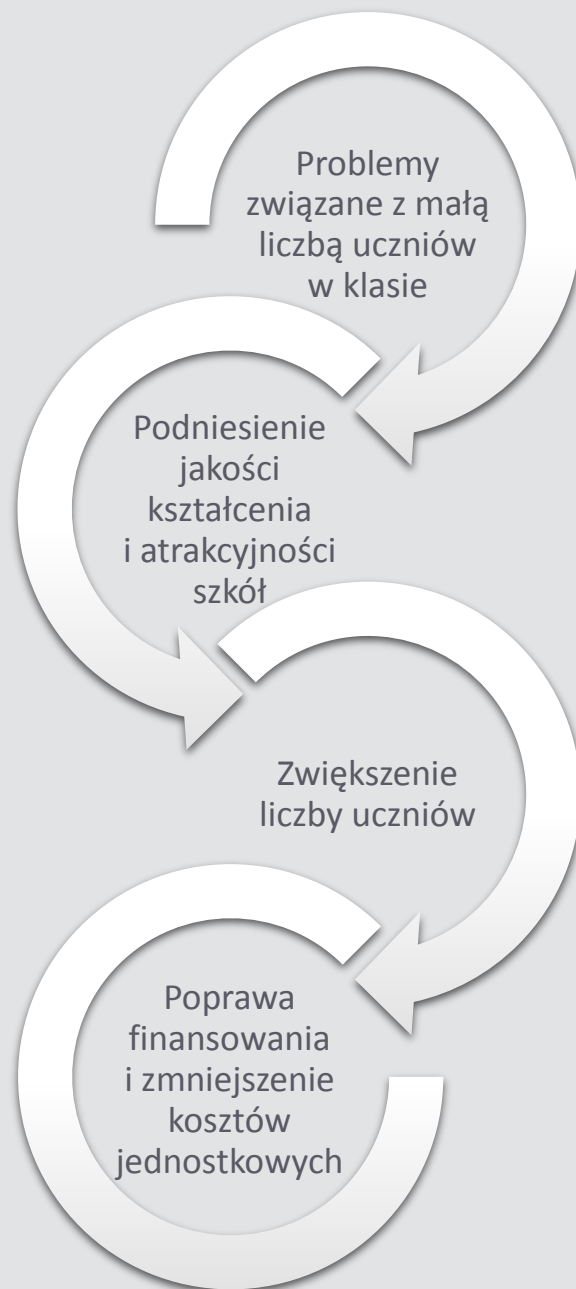 Problemy
związane z małą
liczbą uczniów
w klasie
Podniesienie
jakości
kształcenia
i atrakcyjności
szkół
Zwiększenie
liczby uczniów
Poprawa
finansowania
i zmniejszenie
kosztów
jednostkowych